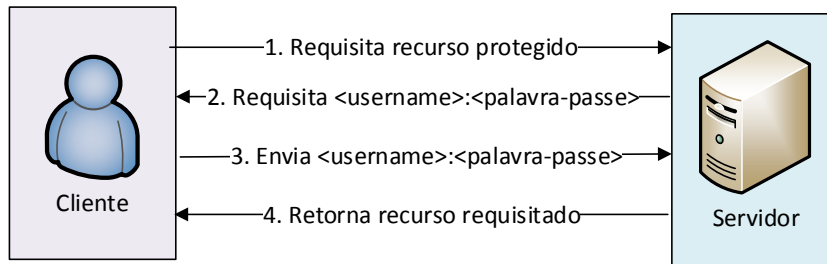 1. Requisita recurso protegido
2. Requisita <username>:<palavra-passe>
3. Envia <username>:<palavra-passe>
4. Retorna recurso requisitado
Cliente
Servidor